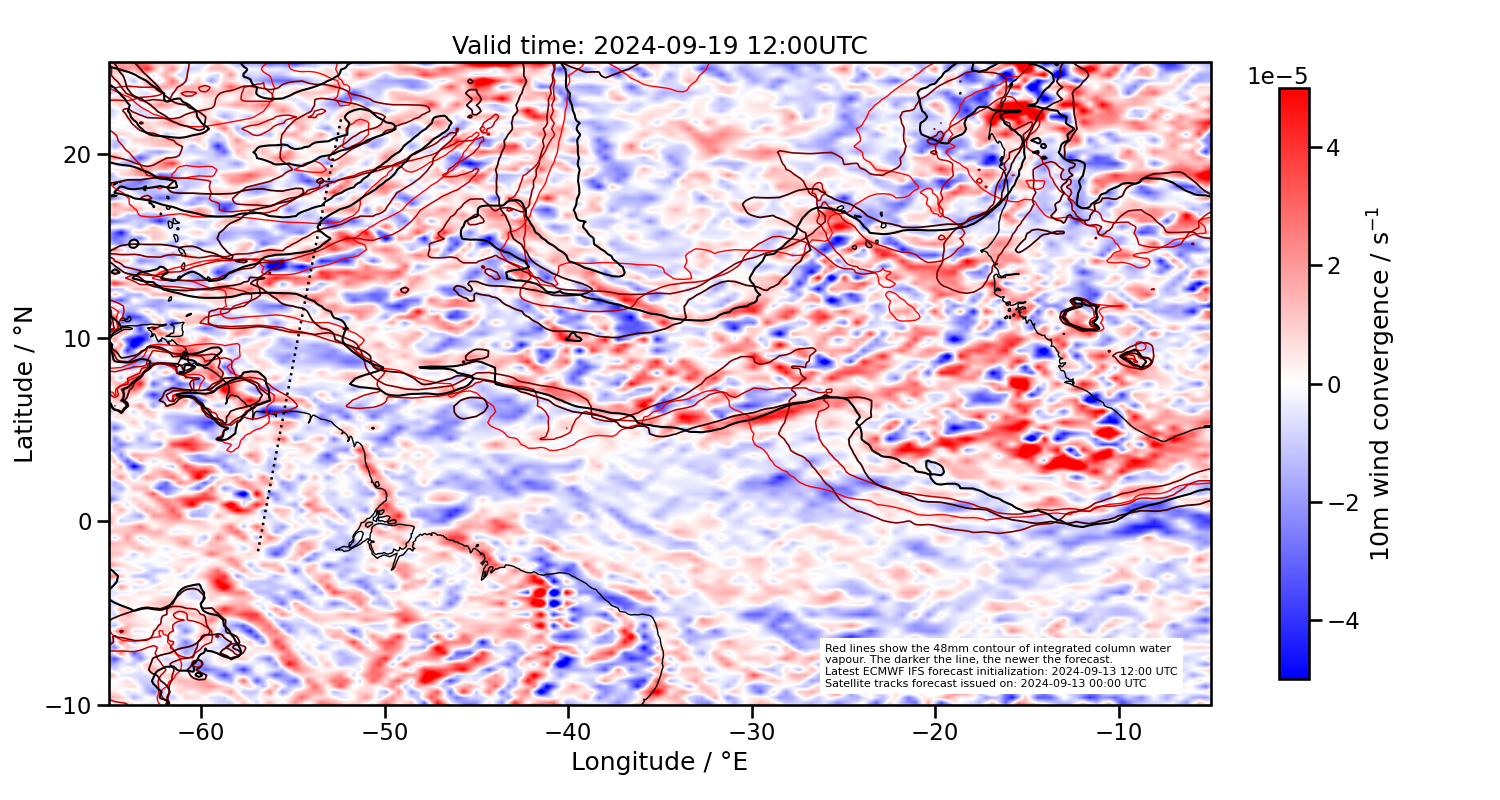 Valid time: 2024-09-19 12:00UTC
1e−5
Latitude / °N
20
10
0
−10
−60
−50
−40
−30
−20
−10
Longitude / °E
4
2
0
−2
−4
10m wind convergence / s⁻¹
Red lines show the 48mm contour of integrated column water
vapour. The darker the line, the newer the forecast.
Latest ECMWF IFS forecast initialization: 2024-09-13 12:00 UTC
Satellite tracks forecast issued on: 2024-09-13 00:00 UTC